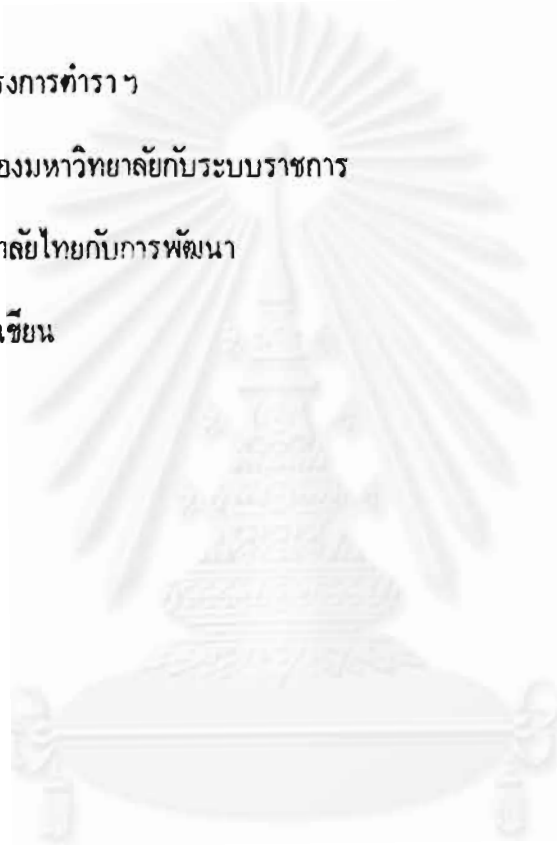 รงการตำรา ฯ
องมหาวิทยาลัยกับระบบราชการ
าลัยไทยกับการพัฒนา
เขียน